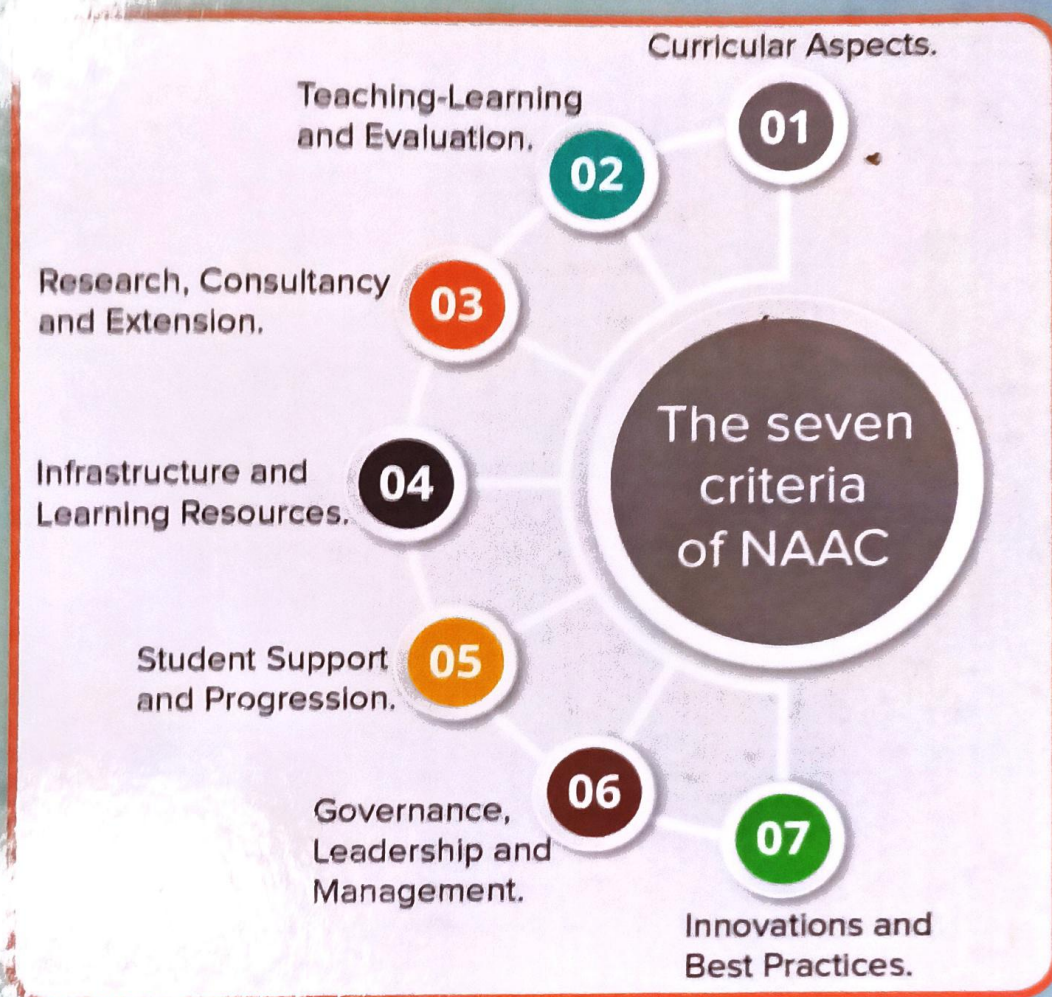 Curricular Aspects.
01
Teaching-Learning
and Evaluation.
02
Research, Consultancy
and Extension.
03
Infrastructure and
Learning Resources.
04
Student Support
and Progression.
05
Governance,
Leadership and
Management.
06
07
Innovations and
Best Practices.
The seven
criteria
of NAAC